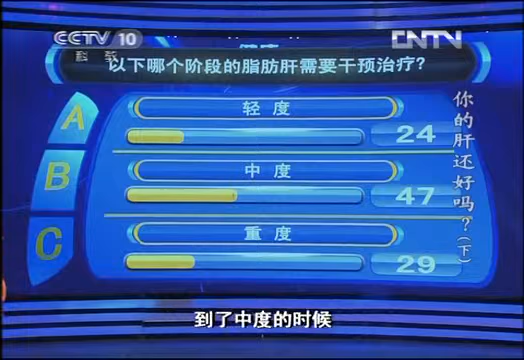 CCTV 10
科教
CNTV
健康
以下哪个阶段的脂肪肝需要干预治疗?
A
轻度
24
B
中度
47
C
重度
29
你的肝还好吗?(下)
到了中度的时候